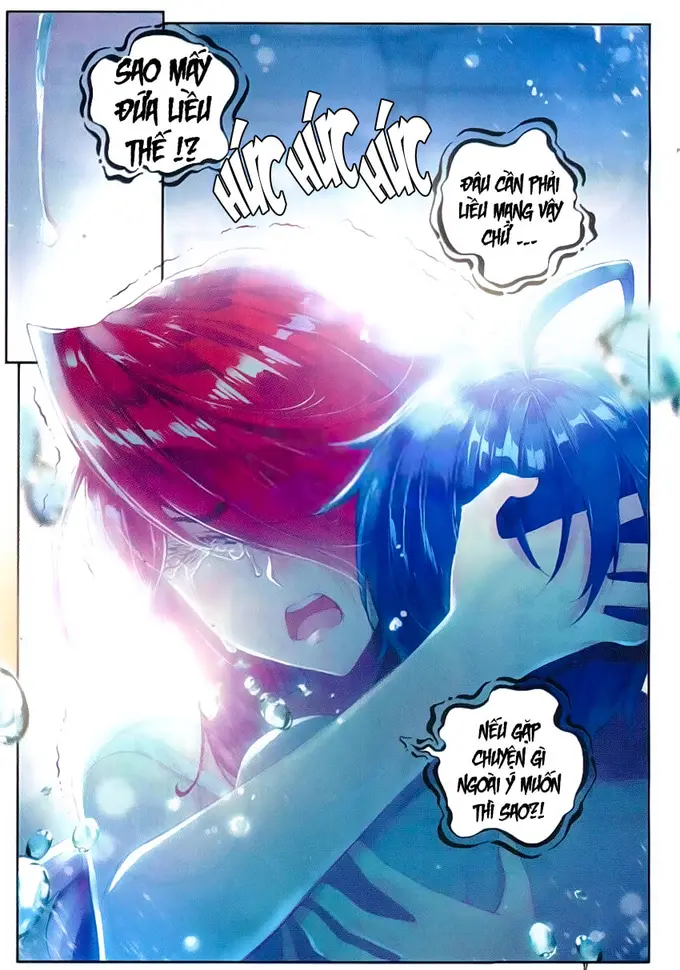 SAO MẤY
ĐỨA LIỀU
THẾ !?
HỨC HỨC HỨC
ĐÂU CẦN PHẢI
LIỀU MẠNG VẬY
CHỨ ...
NẾU GẶP
CHUYỆN GÌ
NGOÀI Ý MUỐN
THÌ SAO?!